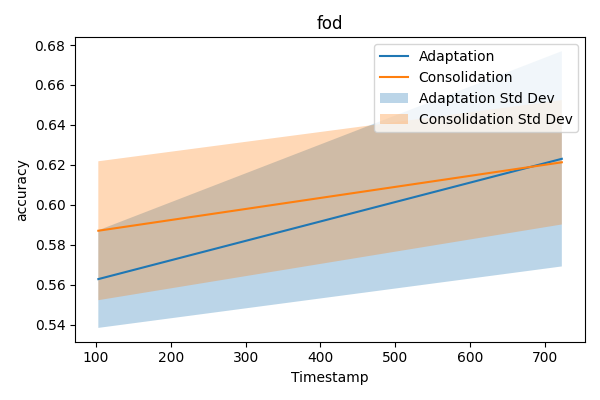 fod
0.68
0.66
0.64
0.62
0.60
0.58
0.56
0.54
accuracy
Adaptation
Consolidation
Adaptation Std Dev
Consolidation Std Dev
100
200
300
400
500
600
700
Timestamp